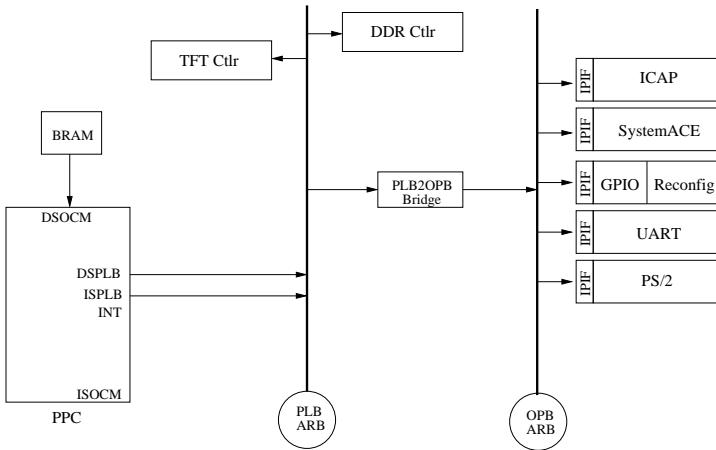 DDR Ctlr
TFT Ctlr
BRAM
DSOCM
DSPLB
ISPLB
INT
ISOCM
PPC
PLB2OPB
Bridge
PLB
ARB
OPB
ARB
IPIF
ICAP
IPIF
SystemACE
IPIF
GPIO
Reconfig
IPIF
UART
IPIF
PS/2